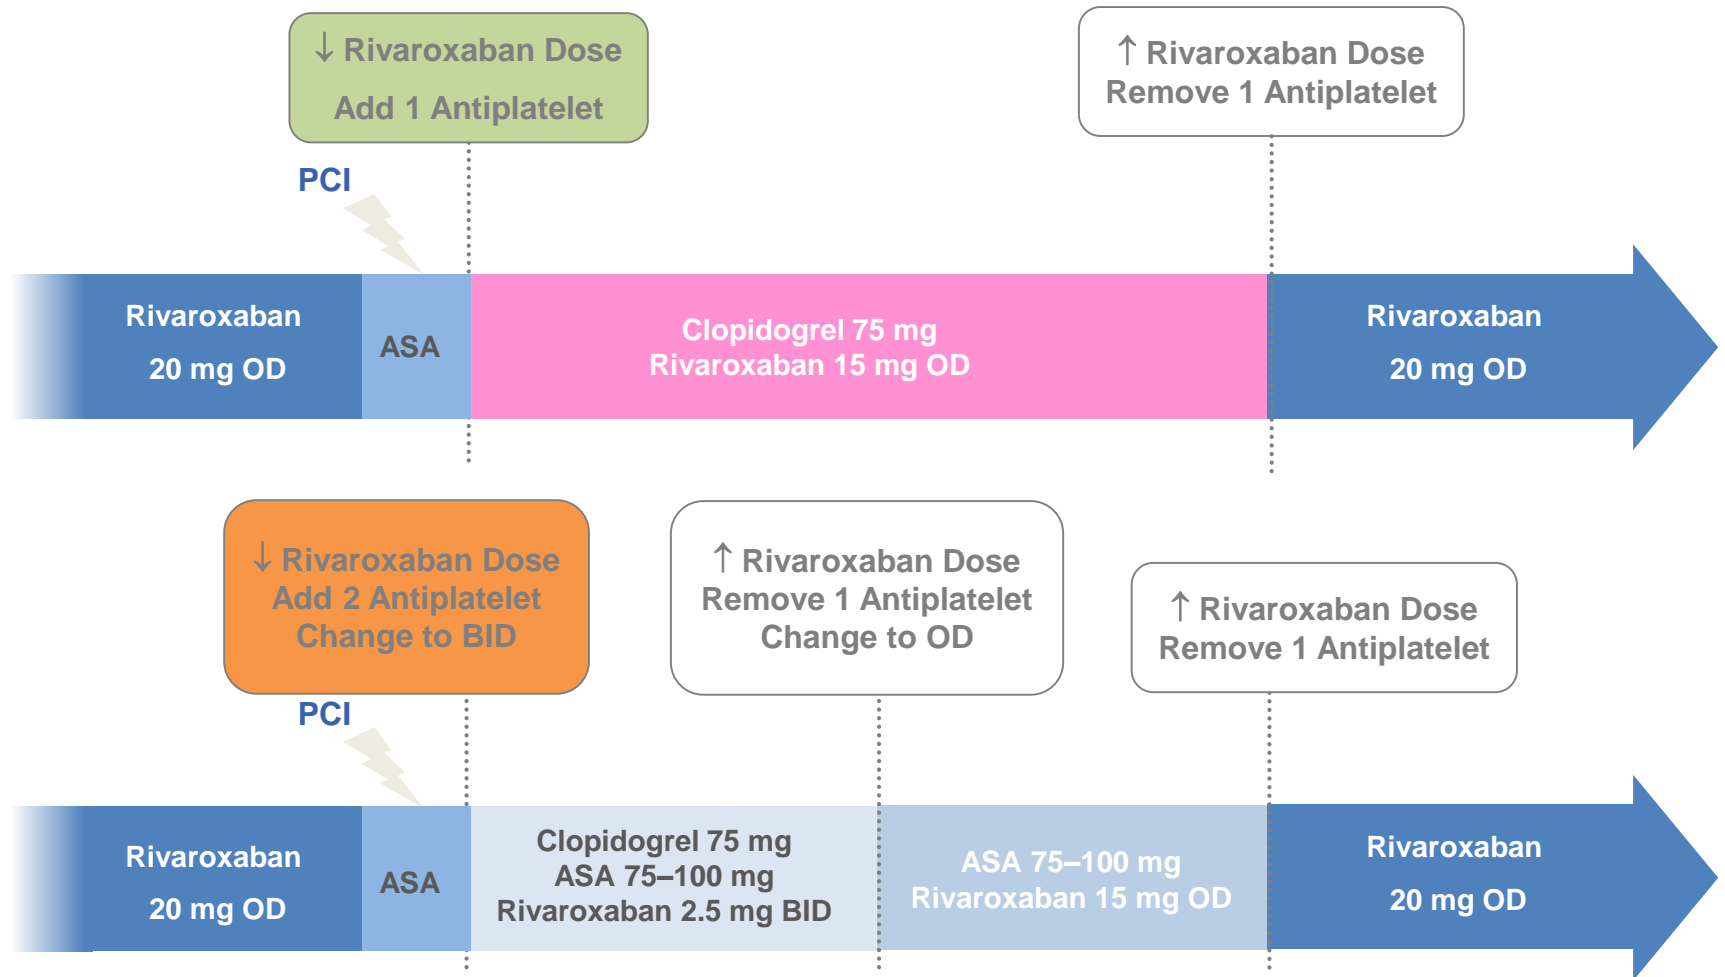 ↓ Rivaroxaban Dose
Add 1 Antiplatelet
↑ Rivaroxaban Dose
Remove 1 Antiplatelet
PCI
Rivaroxaban
20 mg OD
ASA
Clopidogrel 75 mg
Rivaroxaban 15 mg OD
Rivaroxaban
20 mg OD
↓ Rivaroxaban Dose
Add 2 Antiplatelet
Change to BID
↑ Rivaroxaban Dose
Remove 1 Antiplatelet
Change to OD
↑ Rivaroxaban Dose
Remove 1 Antiplatelet
PCI
Rivaroxaban
20 mg OD
ASA
Clopidogrel 75 mg
ASA 75–100 mg
Rivaroxaban 2.5 mg BID
ASA 75–100 mg
Rivaroxaban 15 mg OD
Rivaroxaban
20 mg OD